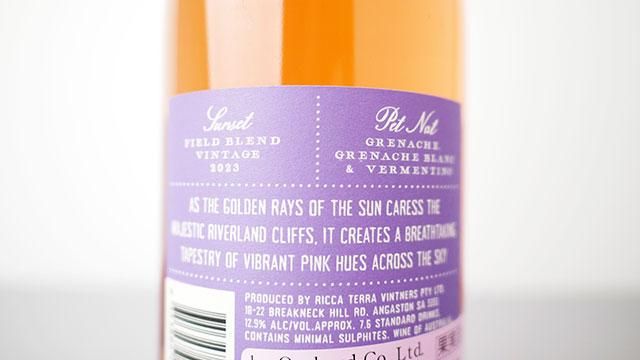 Sunset
FIELD BLEND
VINTAGE
2023
Pet Nat
GRENACHE,
GRENACHE BLANC
& VERMENTINO
AS THE GOLDEN RAYS OF THE SUN CARESS THE
MAJESTIC RIVERLAND CLIFFS, IT CREATES A BREATHTAKING
TAPESTRY OF VIBRANT PINK HUES ACROSS THE SKY
PRODUCED BY RICCA TERRA VINTNERS PTY LTD.
18-22 BREAKNECK HILL RD, ANGASTON SA 5353
12.9% ALC/VOL.APPROX. 7.6 STANDARD DRINKS.
CONTAINS MINIMAL SULPHITES. WINE OF AUSTRALIA
Co., Ltd.